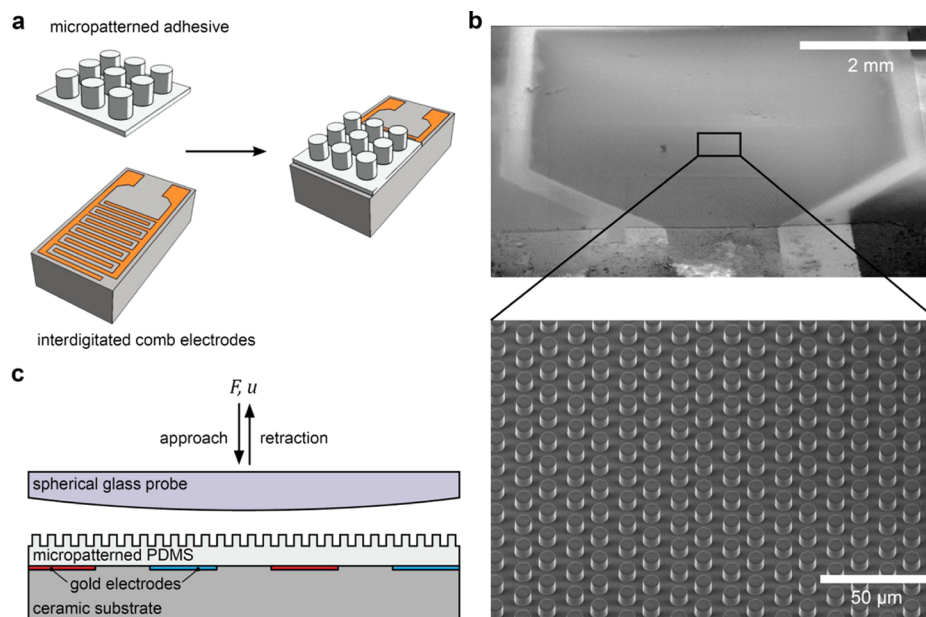 a
micropatterned adhesive
interdigitated comb electrodes
b
2 mm
50 µm
c
F, u
approach
retraction
spherical glass probe
micropatterned PDMS
gold electrodes
ceramic substrate